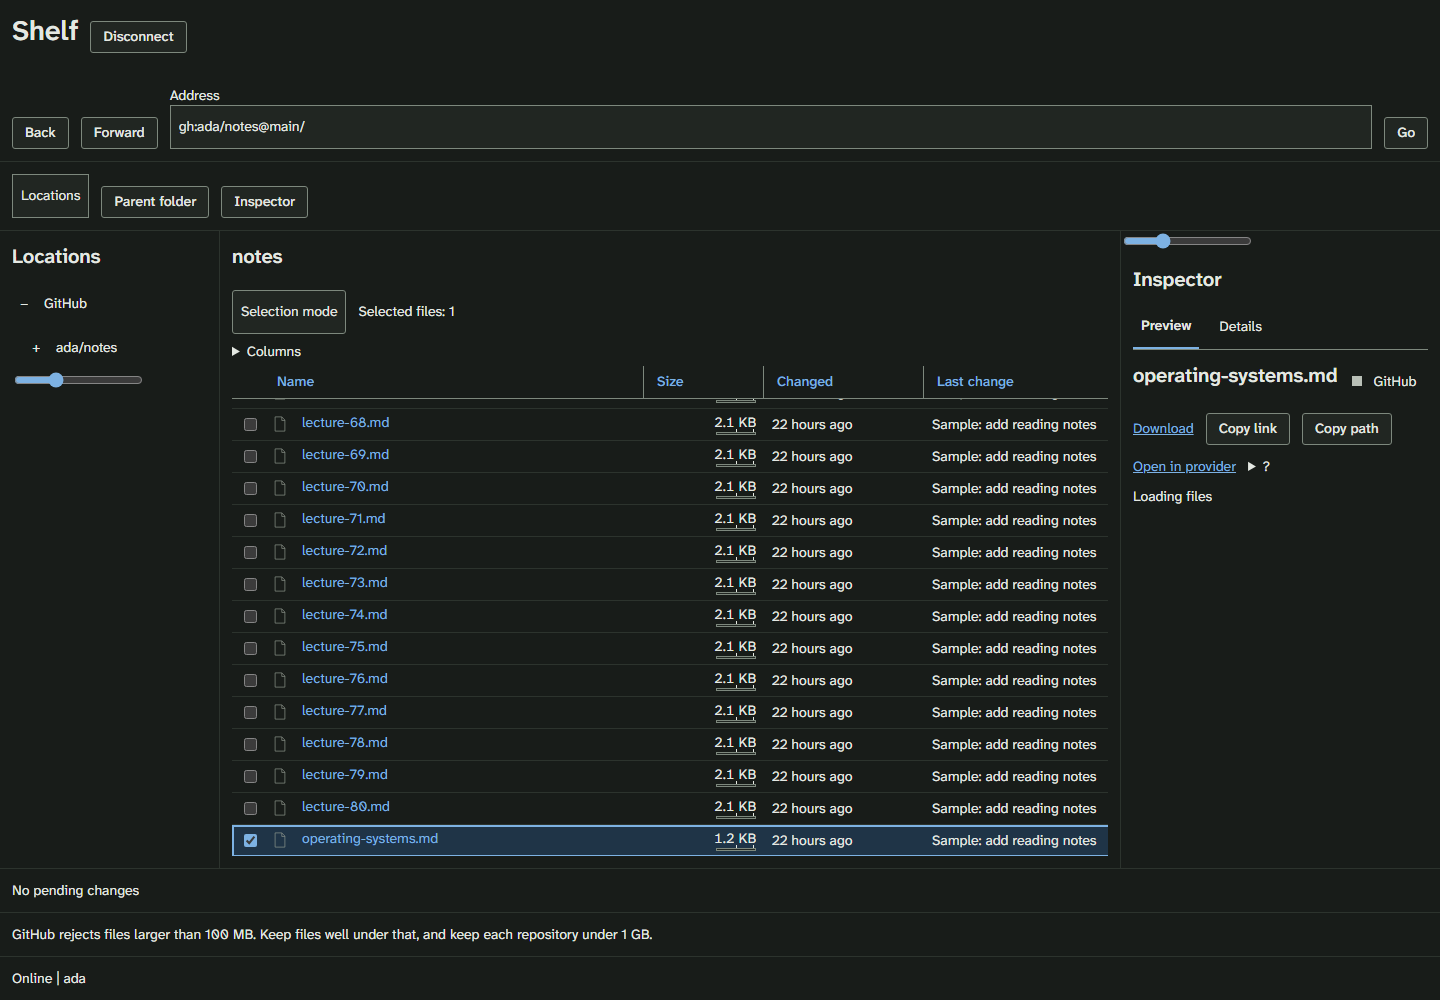 Shelf
Disconnect
Address
Back
Forward
gh:ada/notes@main/
Go
Locations
Parent folder
Inspector
Locations
− GitHub
+ ada/notes
notes
Selection mode
Selected files: 1
Columns
Name Size Changed Last change
lecture-68.md 2.1 KB 22 hours ago Sample: add reading notes
lecture-69.md 2.1 KB 22 hours ago Sample: add reading notes
lecture-70.md 2.1 KB 22 hours ago Sample: add reading notes
lecture-71.md 2.1 KB 22 hours ago Sample: add reading notes
lecture-72.md 2.1 KB 22 hours ago Sample: add reading notes
lecture-73.md 2.1 KB 22 hours ago Sample: add reading notes
lecture-74.md 2.1 KB 22 hours ago Sample: add reading notes
lecture-75.md 2.1 KB 22 hours ago Sample: add reading notes
lecture-76.md 2.1 KB 22 hours ago Sample: add reading notes
lecture-77.md 2.1 KB 22 hours ago Sample: add reading notes
lecture-78.md 2.1 KB 22 hours ago Sample: add reading notes
lecture-79.md 2.1 KB 22 hours ago Sample: add reading notes
lecture-80.md 2.1 KB 22 hours ago Sample: add reading notes
operating-systems.md 1.2 KB 22 hours ago Sample: add reading notes
Inspector
Preview Details
operating-systems.md GitHub
Download Copy link Copy path
Open in provider ?
Loading files
No pending changes
GitHub rejects files larger than 100 MB. Keep files well under that, and keep each repository under 1 GB.
Online | ada